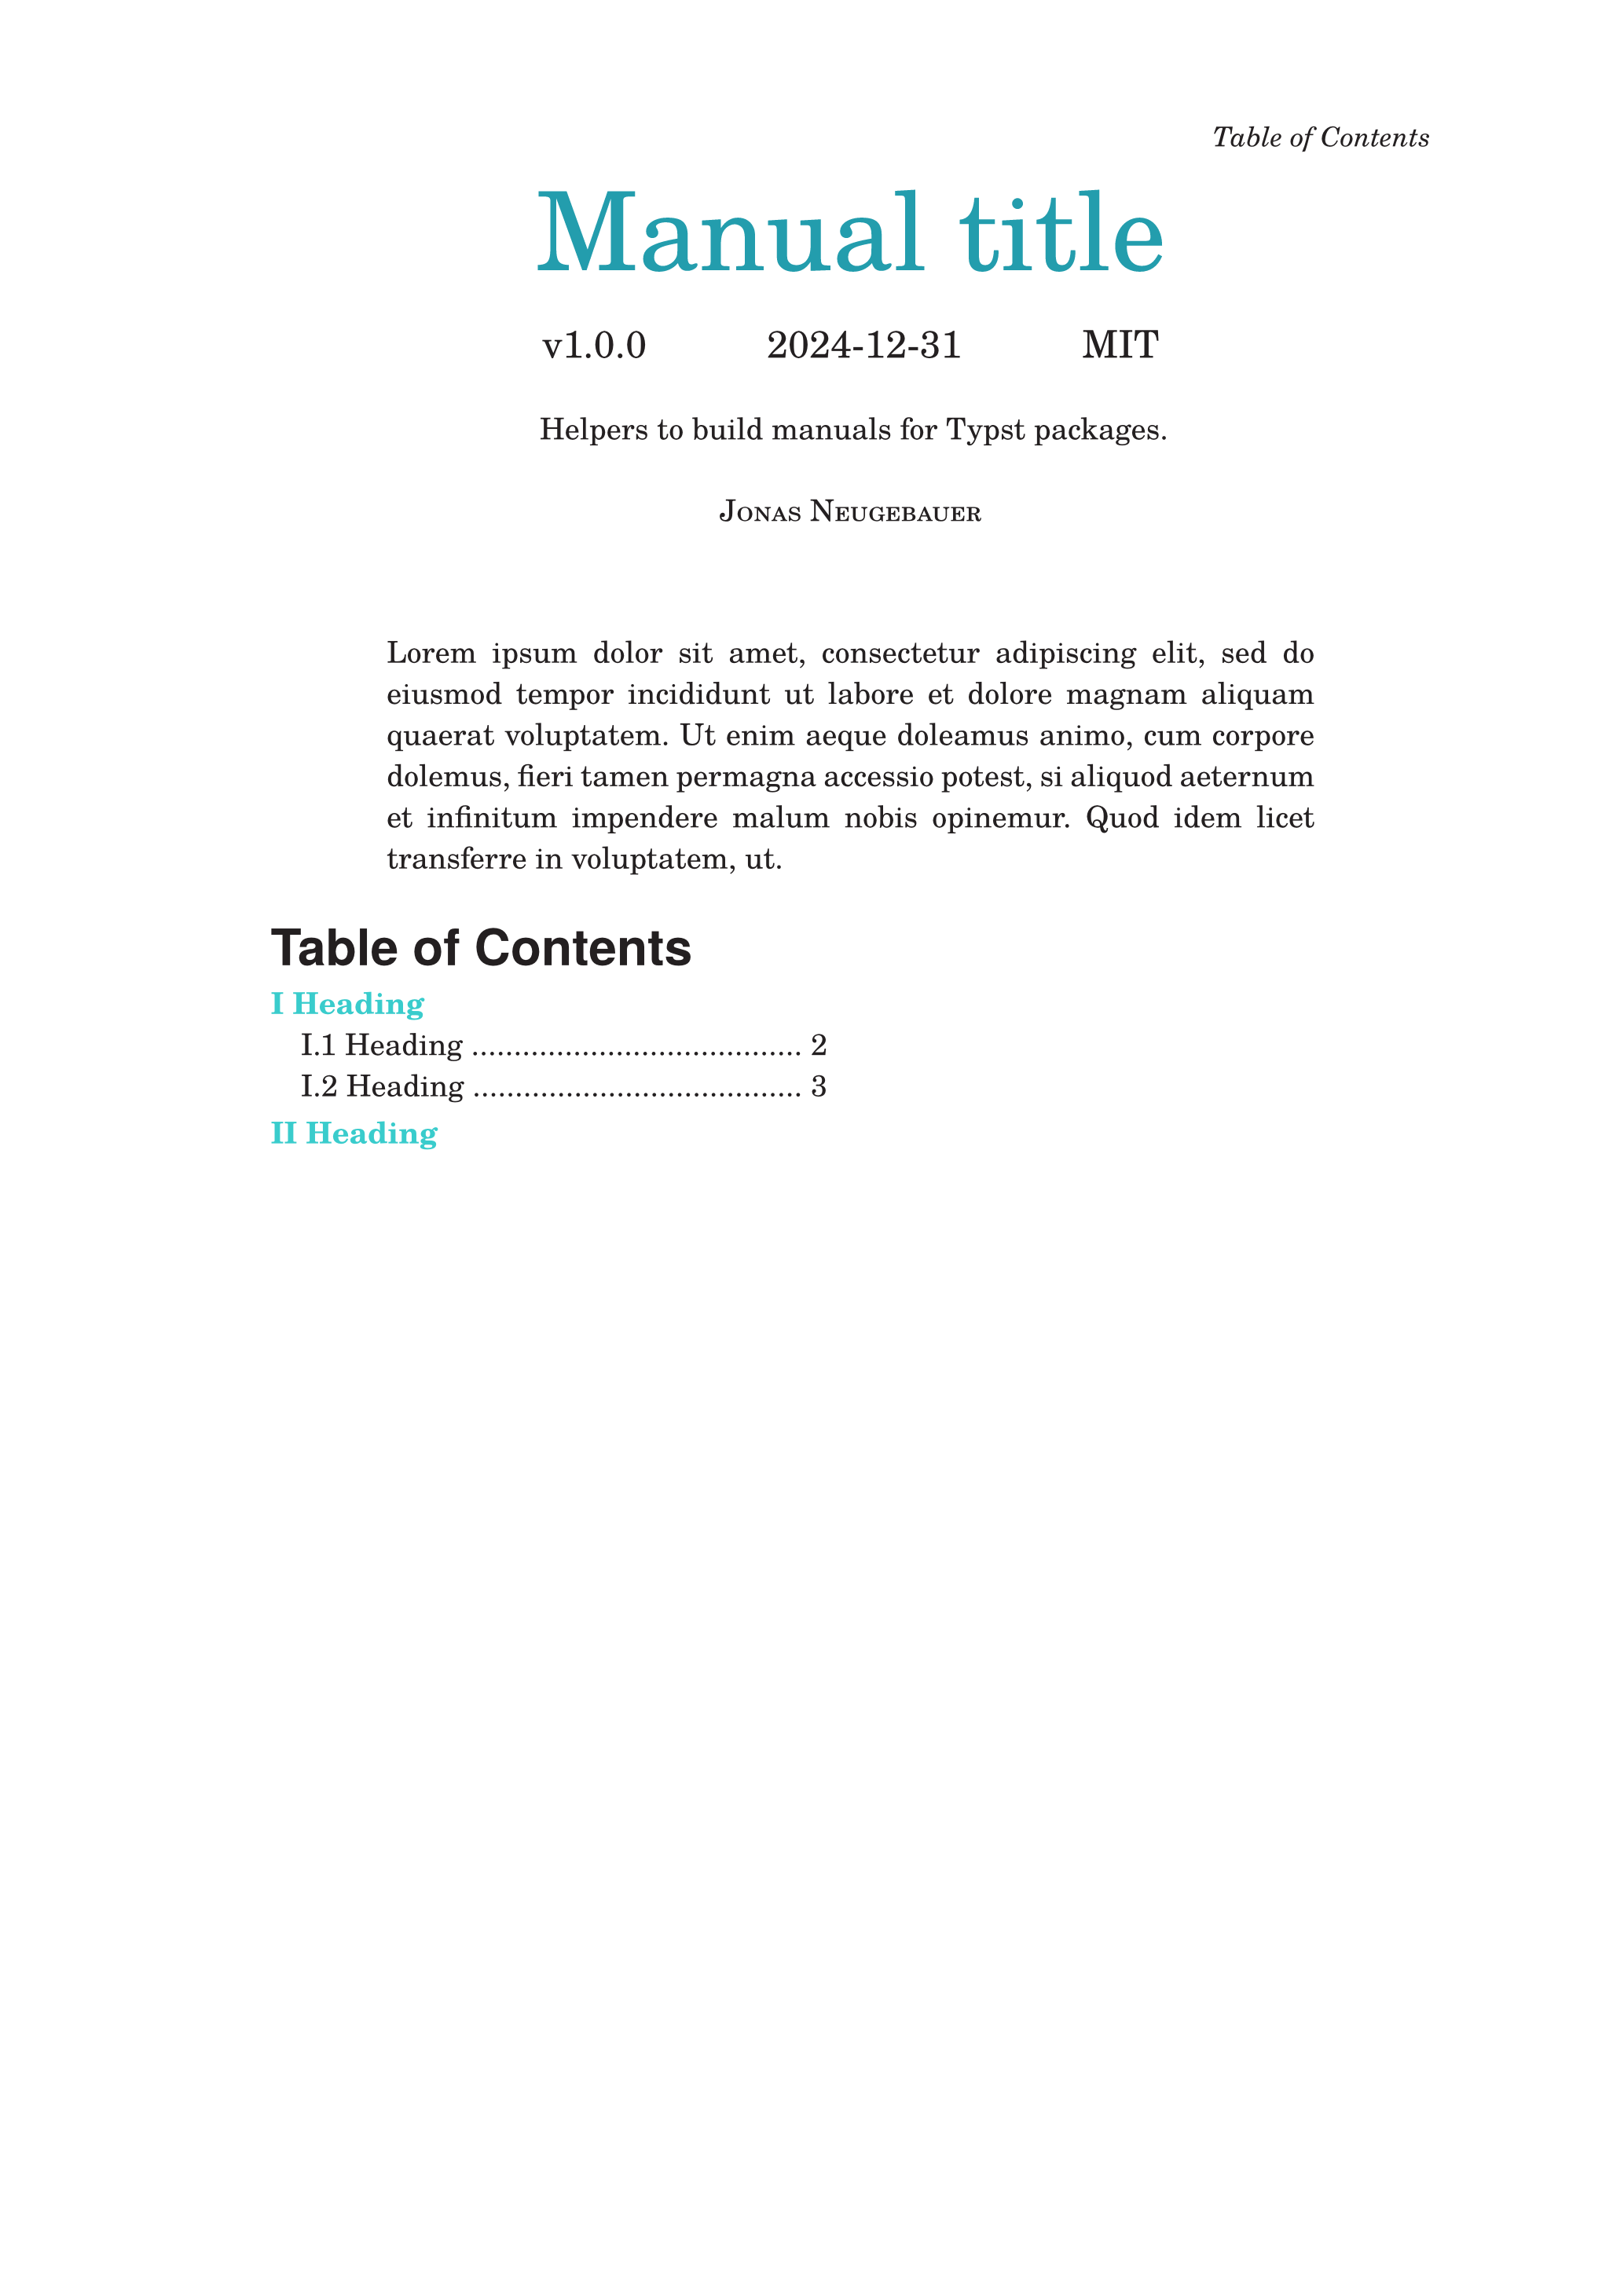 Table of Contents
Manual title
v1.0.0 2024-12-31 MIT
Helpers to build manuals for Typst packages.
Jonas Neugebauer
Lorem ipsum dolor sit amet, consectetur adipiscing elit, sed do
eiusmod tempor incididunt ut labore et dolore magnam aliquam
quaerat voluptatem. Ut enim aeque doleamus animo, cum corpore
dolemus, fieri tamen permagna accessio potest, si aliquod aeternum
et infinitum impendere malum nobis opinemur. Quod idem licet
transferre in voluptatem, ut.
Table of Contents
I Heading
I.1 Heading ....................................... 2
I.2 Heading ....................................... 3
II Heading